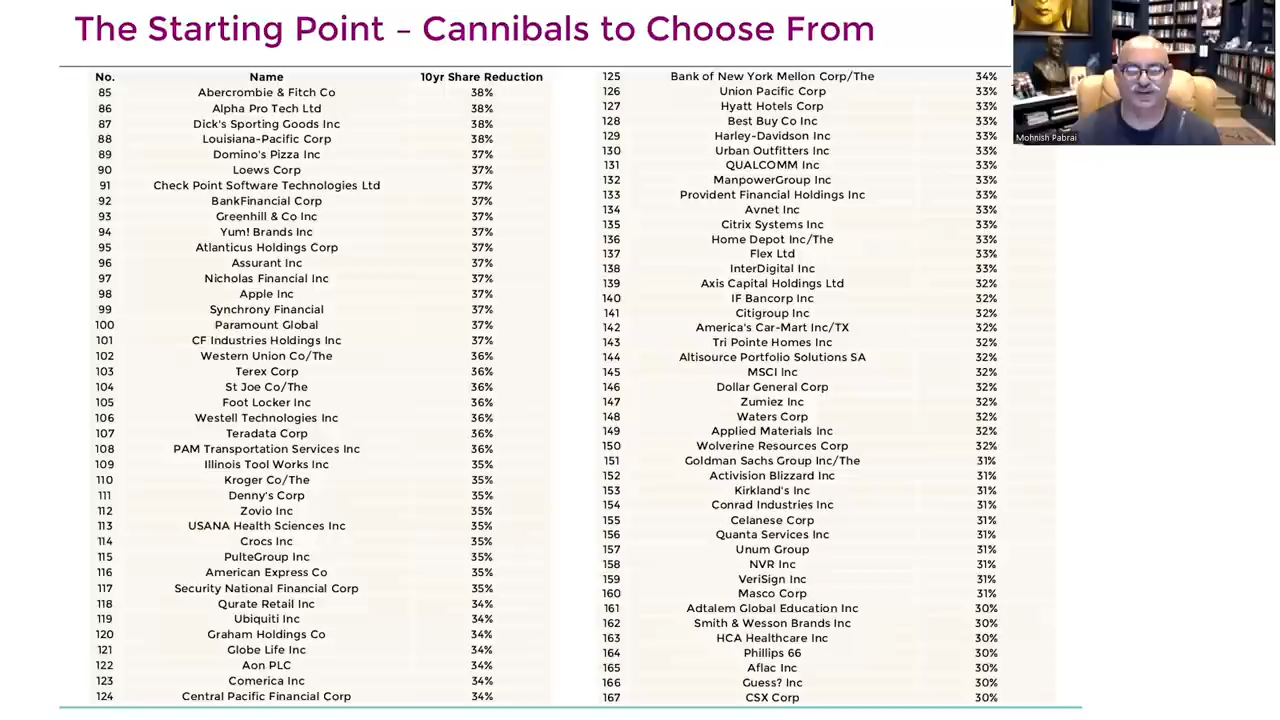 The Starting Point – Cannibals to Choose From
No. Name 10yr Share Reduction
85 Abercrombie & Fitch Co 38%
86 Alpha Pro Tech Ltd 38%
87 Dick's Sporting Goods Inc 38%
88 Louisiana-Pacific Corp 38%
89 Domino's Pizza Inc 37%
90 Loews Corp 37%
91 Check Point Software Technologies Ltd 37%
92 BankFinancial Corp 37%
93 Greenhill & Co Inc 37%
94 Yum! Brands Inc 37%
95 Atlanticus Holdings Corp 37%
96 Assurant Inc 37%
97 Nicholas Financial Inc 37%
98 Apple Inc 37%
99 Synchrony Financial 37%
100 Paramount Global 37%
101 CF Industries Holdings Inc 37%
102 Western Union Co/The 36%
103 Terex Corp 36%
104 St Joe Co/The 36%
105 Foot Locker Inc 36%
106 Westell Technologies Inc 36%
107 Teradata Corp 36%
108 PAM Transportation Services Inc 36%
109 Illinois Tool Works Inc 35%
110 Kroger Co/The 35%
111 Denny's Corp 35%
112 Zovio Inc 35%
113 USANA Health Sciences Inc 35%
114 Crocs Inc 35%
115 PulteGroup Inc 35%
116 American Express Co 35%
117 Security National Financial Corp 35%
118 Qurate Retail Inc 34%
119 Ubiquiti Inc 34%
120 Graham Holdings Co 34%
121 Globe Life Inc 34%
122 Aon PLC 34%
123 Comerica Inc 34%
124 Central Pacific Financial Corp 34%
125 Bank of New York Mellon Corp/The 34%
126 Union Pacific Corp 33%
127 Hyatt Hotels Corp 33%
128 Best Buy Co Inc 33%
129 Harley-Davidson Inc 33%
130 Urban Outfitters Inc 33%
131 QUALCOMM Inc 33%
132 ManpowerGroup Inc 33%
133 Provident Financial Holdings Inc 33%
134 Avnet Inc 33%
135 Citrix Systems Inc 33%
136 Home Depot Inc/The 33%
137 Flex Ltd 33%
138 InterDigital Inc 33%
139 Axis Capital Holdings Ltd 32%
140 IF Bancorp Inc 32%
141 Citigroup Inc 32%
142 America's Car-Mart Inc/TX 32%
143 Tri Pointe Homes Inc 32%
144 Altisource Portfolio Solutions SA 32%
145 MSCI Inc 32%
146 Dollar General Corp 32%
147 Zumiez Inc 32%
148 Waters Corp 32%
149 Applied Materials Inc 32%
150 Wolverine Resources Corp 32%
151 Goldman Sachs Group Inc/The 31%
152 Activision Blizzard Inc 31%
153 Kirkland's Inc 31%
154 Conrad Industries Inc 31%
155 Celanese Corp 31%
156 Quanta Services Inc 31%
157 Unum Group 31%
158 NVR Inc 31%
159 VeriSign Inc 31%
160 Masco Corp 31%
161 Adtalem Global Education Inc 30%
162 Smith & Wesson Brands Inc 30%
163 HCA Healthcare Inc 30%
164 Phillips 66 30%
165 Aflac Inc 30%
166 Guess? Inc 30%
167 CSX Corp 30%
Mohnish Pabrai